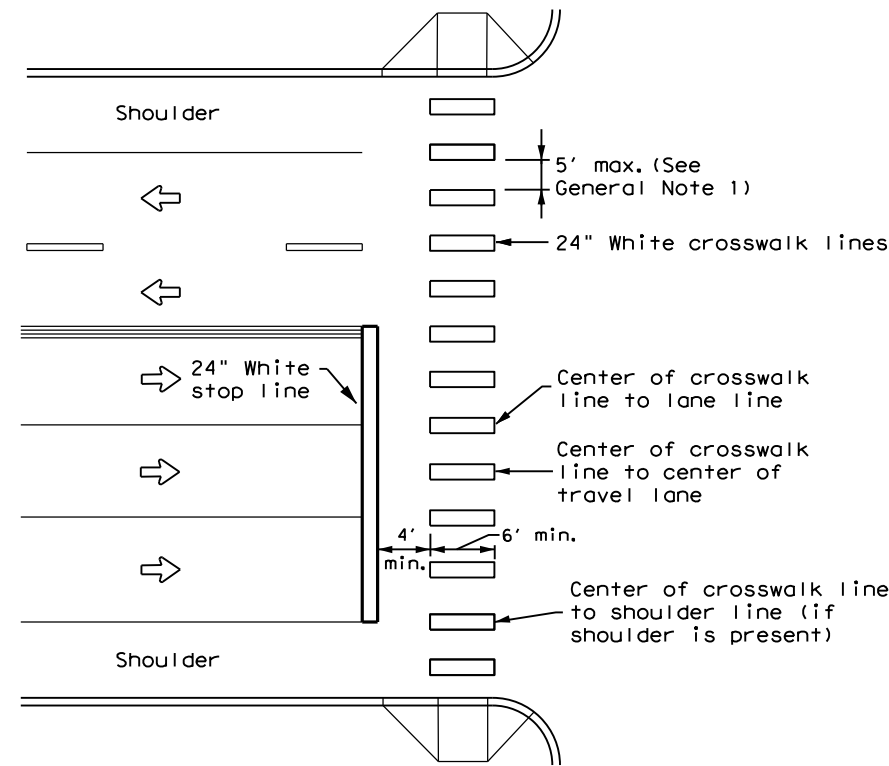 Shoulder
5' max. (See
General Note 1)
24" White crosswalk lines
24" White
stop line
Center of crosswalk
line to lane line
Center of crosswalk
line to center of
travel lane
4'
min.
6' min.
Center of crosswalk line
to shoulder line (if
shoulder is present)
Shoulder